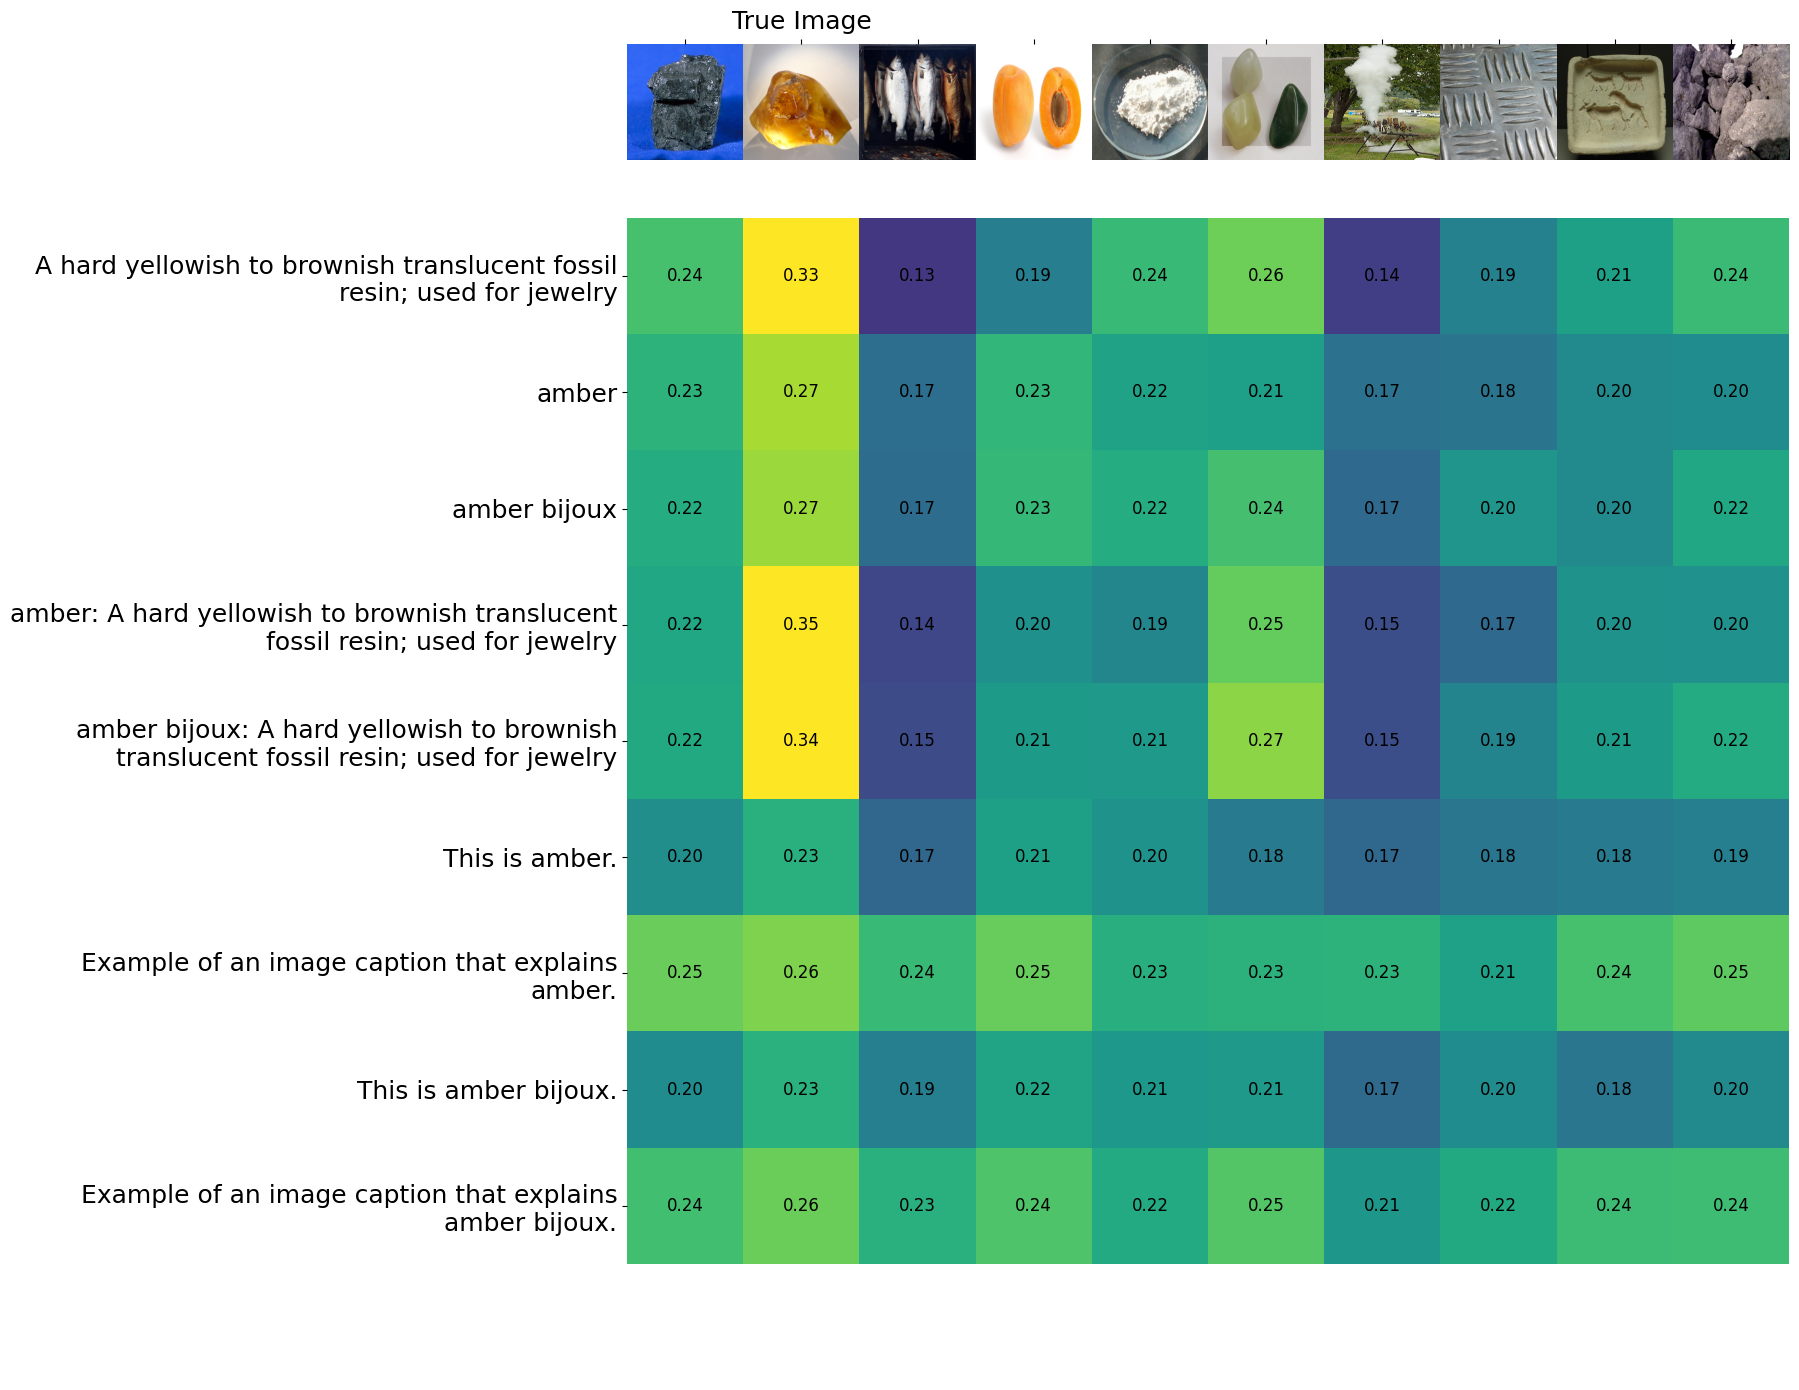 True Image
A hard yellowish to brownish translucent fossil
resin; used for jewelry
0.24 0.33 0.13 0.19 0.24 0.26 0.14 0.19 0.21 0.24
amber
0.23 0.27 0.17 0.23 0.22 0.21 0.17 0.18 0.20 0.20
amber bijoux
0.22 0.27 0.17 0.23 0.22 0.24 0.17 0.20 0.20 0.22
amber: A hard yellowish to brownish translucent
fossil resin; used for jewelry
0.22 0.35 0.14 0.20 0.19 0.25 0.15 0.17 0.20 0.20
amber bijoux: A hard yellowish to brownish
translucent fossil resin; used for jewelry
0.22 0.34 0.15 0.21 0.21 0.27 0.15 0.19 0.21 0.22
This is amber.
0.20 0.23 0.17 0.21 0.20 0.18 0.17 0.18 0.18 0.19
Example of an image caption that explains
amber.
0.25 0.26 0.24 0.25 0.23 0.23 0.23 0.21 0.24 0.25
This is amber bijoux.
0.20 0.23 0.19 0.22 0.21 0.21 0.17 0.20 0.18 0.20
Example of an image caption that explains
amber bijoux.
0.24 0.26 0.23 0.24 0.22 0.25 0.21 0.22 0.24 0.24